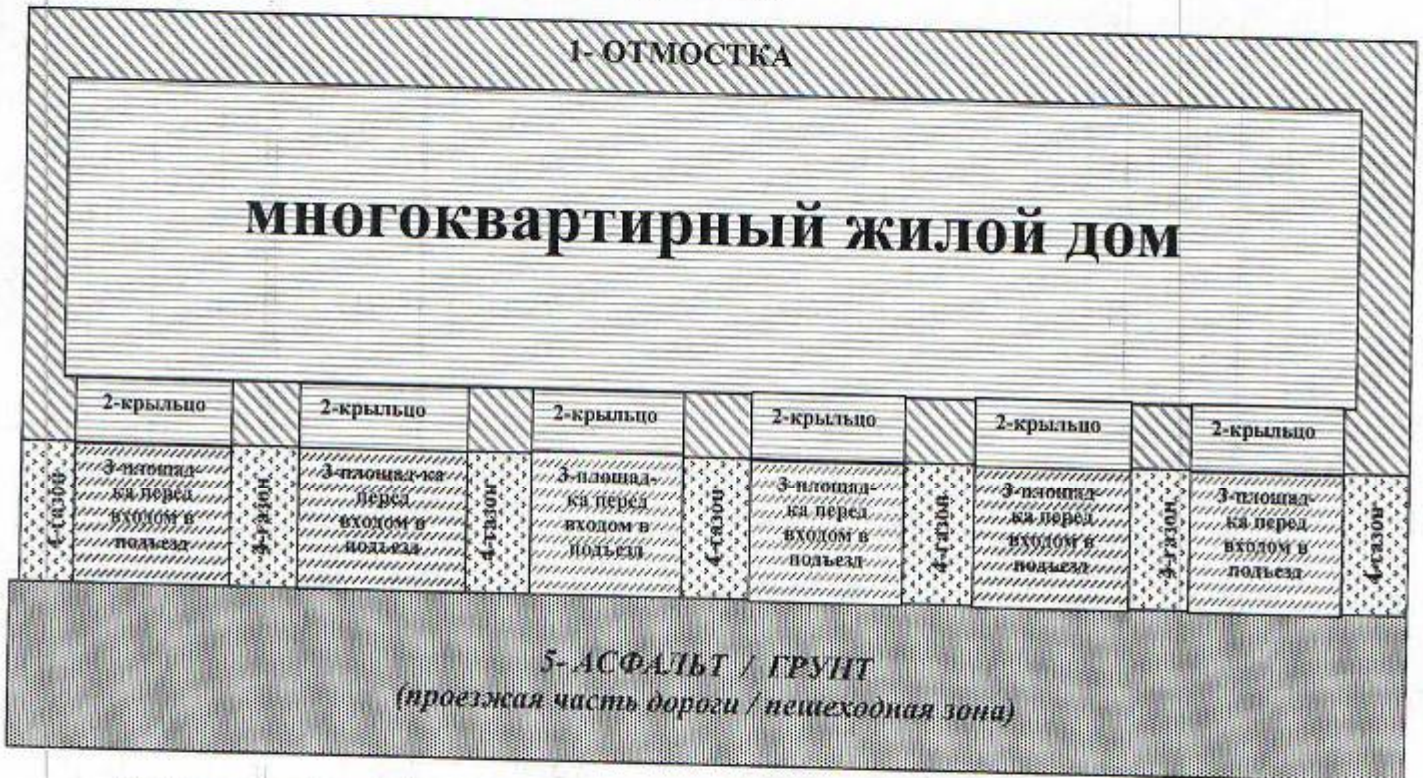 1- ОТМОСТКА
многоквартирный жилой дом
2-крыльцо
2-крыльцо
2-крыльцо
2-крыльцо
2-крыльцо
2-крыльцо
4-газон
3-площад-
ка перед
входом в
подъезд
4-газон
3-площад-ка
перед
входом в
подъезд
4-газон
3-площад-
ка перед
входом в
подъезд
4-газон
3-площад-
ка перед
входом в
подъезд
4-газон
3-площад-
ка перед
входом в
подъезд
4-газон
3-площад-
ка перед
входом в
подъезд
4-газон
5- АСФАЛЬТ / ГРУНТ
(проезжая часть дороги / пешеходная зона)